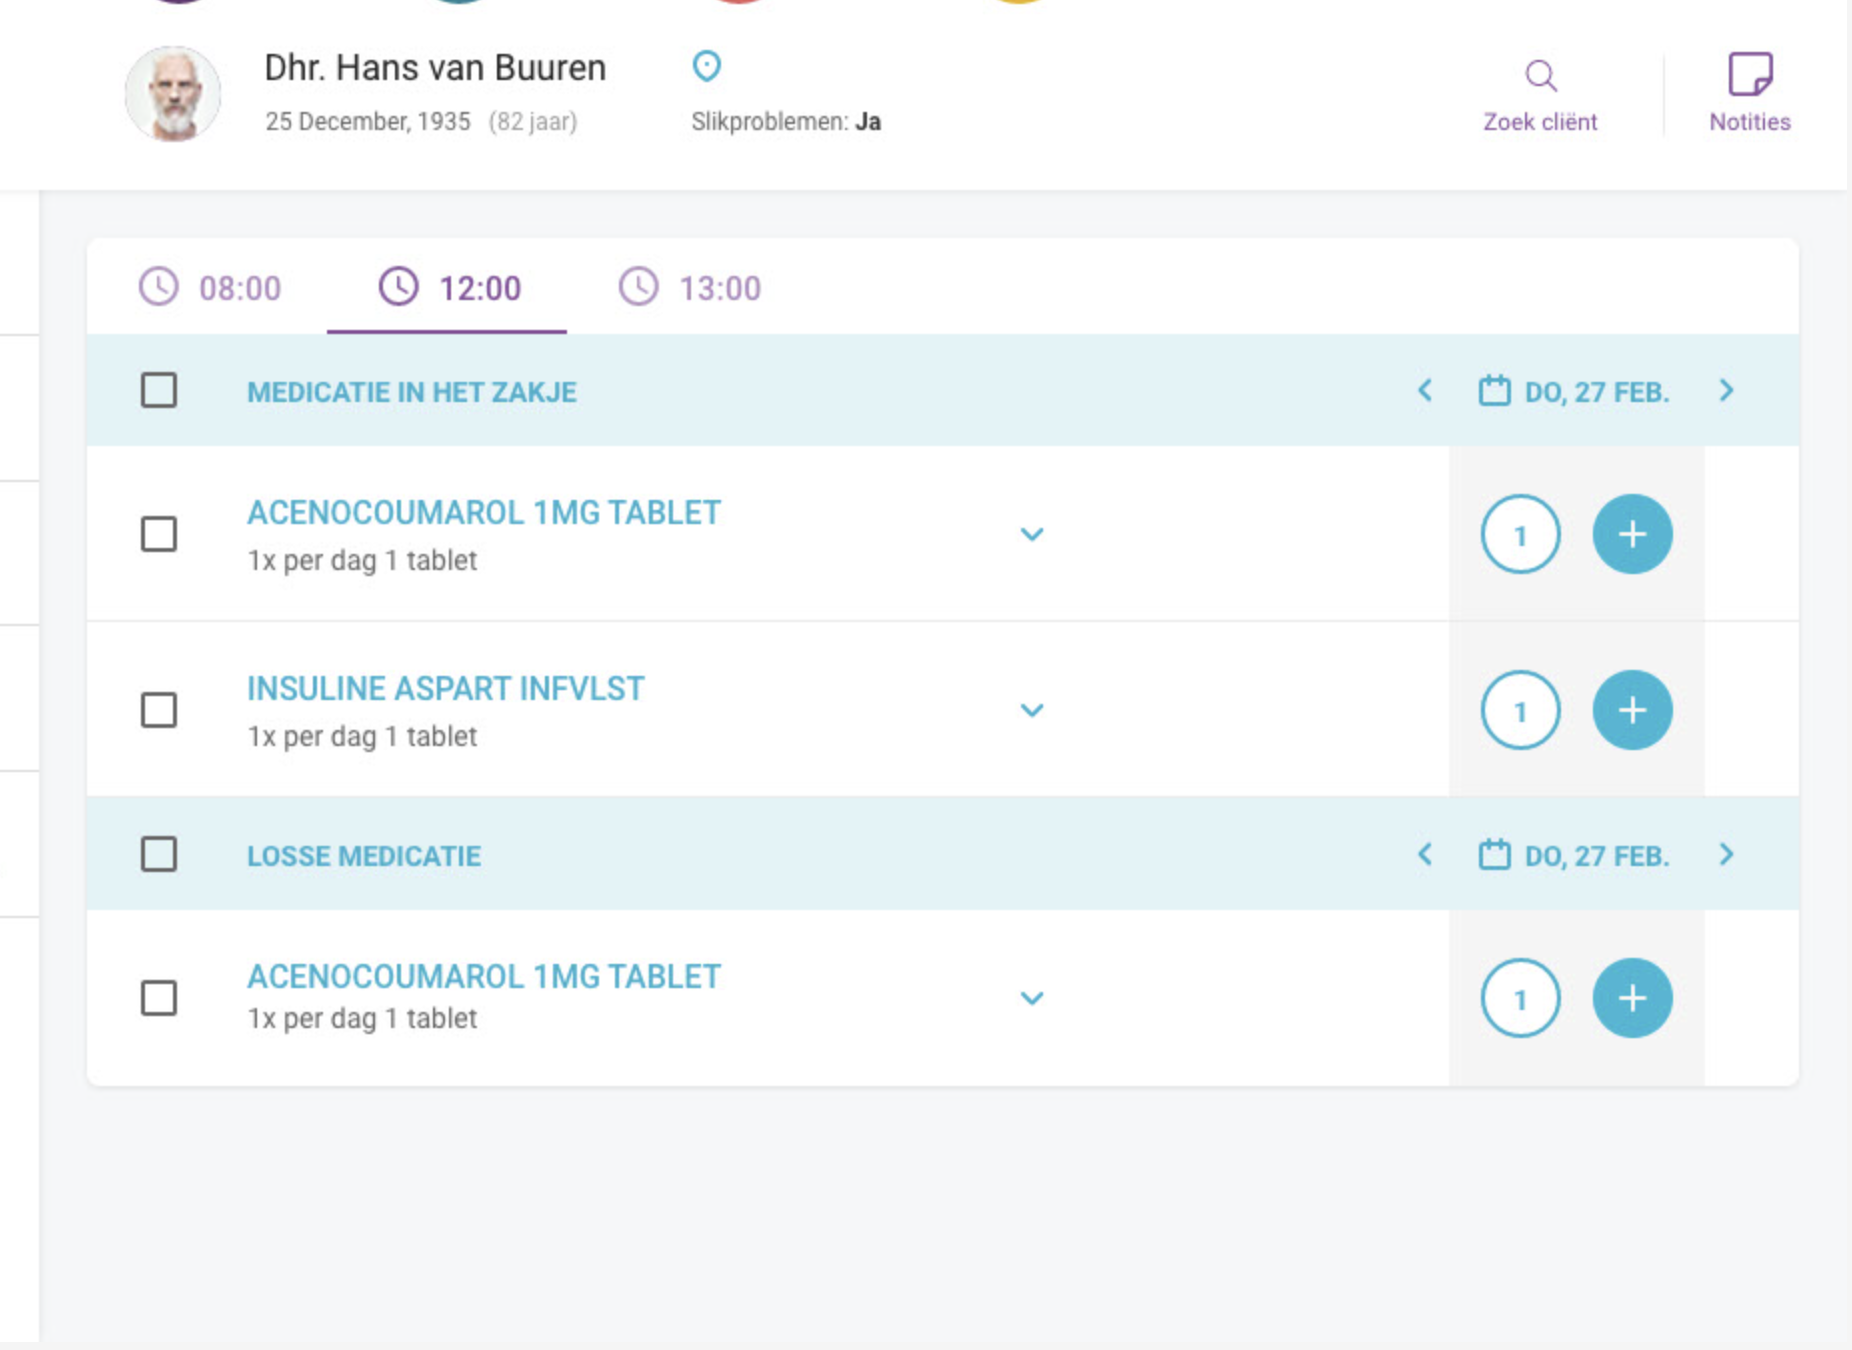 Dhr. Hans van Buuren
25 December, 1935 (82 jaar)
Slikproblemen: Ja
Zoek cliënt
Notities
08:00
12:00
13:00
MEDICATIE IN HET ZAKJE
DO, 27 FEB.
ACENOCOUMAROL 1MG TABLET
1x per dag 1 tablet
1
INSULINE ASPART INFVLST
1x per dag 1 tablet
1
LOSSE MEDICATIE
DO, 27 FEB.
ACENOCOUMAROL 1MG TABLET
1x per dag 1 tablet
1